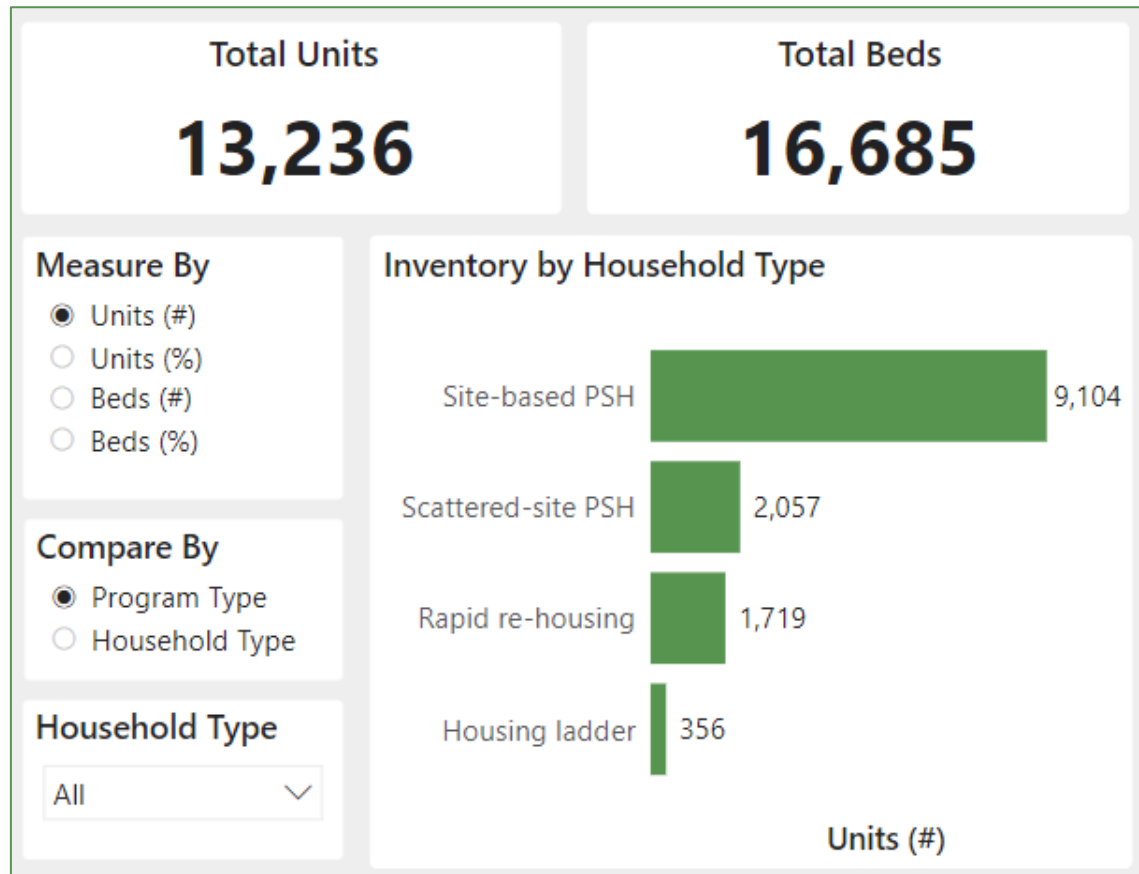 Total Units
13,236
Total Beds
16,685
Measure By
Units (#)
Units (%)
Beds (#)
Beds (%)
Compare By
Program Type
Household Type
Household Type
All
Inventory by Household Type
Site-based PSH 9,104
Scattered-site PSH 2,057
Rapid re-housing 1,719
Housing ladder 356
Units (#)